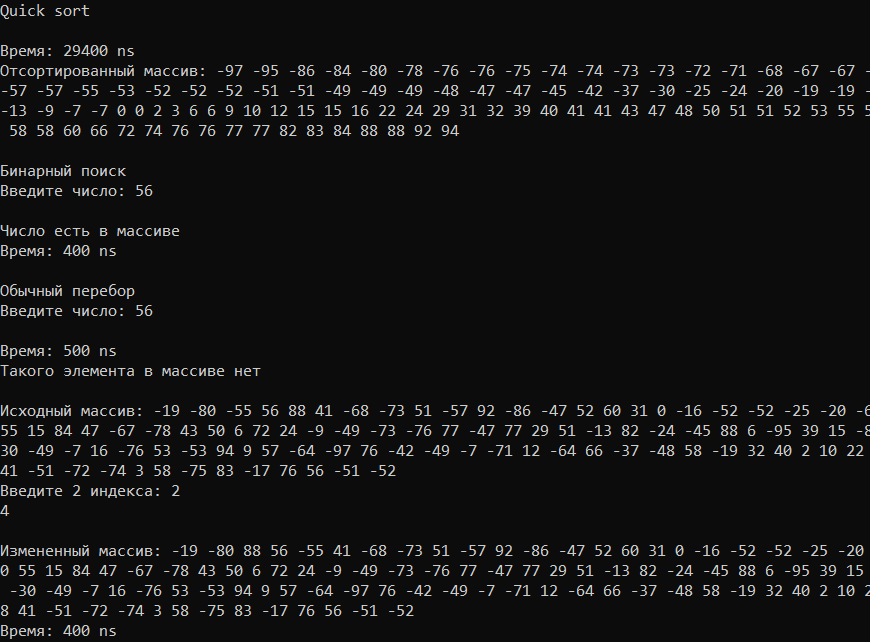 Quick sort
Время: 29400 ns
Отсортированный массив: -97 -95 -86 -84 -80 -78 -76 -76 -75 -74 -74 -73 -73 -72 -71 -68 -67 -67
-57 -57 -55 -53 -52 -52 -52 -51 -51 -49 -49 -49 -48 -47 -47 -45 -42 -37 -30 -25 -24 -20 -19 -19
-13 -9 -7 -7 0 0 2 3 6 6 9 10 12 15 15 16 22 24 29 31 32 39 40 41 41 43 47 48 50 51 51 52 53 55
58 58 60 66 72 74 76 76 77 77 82 83 84 88 88 92 94
Бинарный поиск
Введите число: 56
Число есть в массиве
Время: 400 ns
Обычный перебор
Введите число: 56
Время: 500 ns
Такого элемента в массиве нет
Исходный массив: -19 -80 -55 56 88 41 -68 -73 51 -57 92 -86 -47 52 60 31 0 -16 -52 -52 -25 -20
55 15 84 47 -67 -78 43 50 6 72 24 -9 -49 -73 -76 77 -47 77 29 51 -13 82 -24 -45 88 6 -95 39 15
30 -49 -7 16 -76 53 -53 94 9 57 -64 -97 76 -42 -49 -7 -71 12 -64 66 -37 -48 58 -19 32 40 2 10 22
41 -51 -72 -74 3 58 -75 83 -17 76 56 -51 -52
Введите 2 индекса: 2
4
Измененный массив: -19 -80 88 56 -55 41 -68 -73 51 -57 92 -86 -47 52 60 31 0 -16 -52 -52 -25 -20
0 55 15 84 47 -67 -78 43 50 6 72 24 -9 -49 -73 -76 77 -47 77 29 51 -13 82 -24 -45 88 6 -95 39 15
-30 -49 -7 16 -76 53 -53 94 9 57 -64 -97 76 -42 -49 -7 -71 12 -64 66 -37 -48 58 -19 32 40 2 10
8 41 -51 -72 -74 3 58 -75 83 -17 76 56 -51 -52
Время: 400 ns